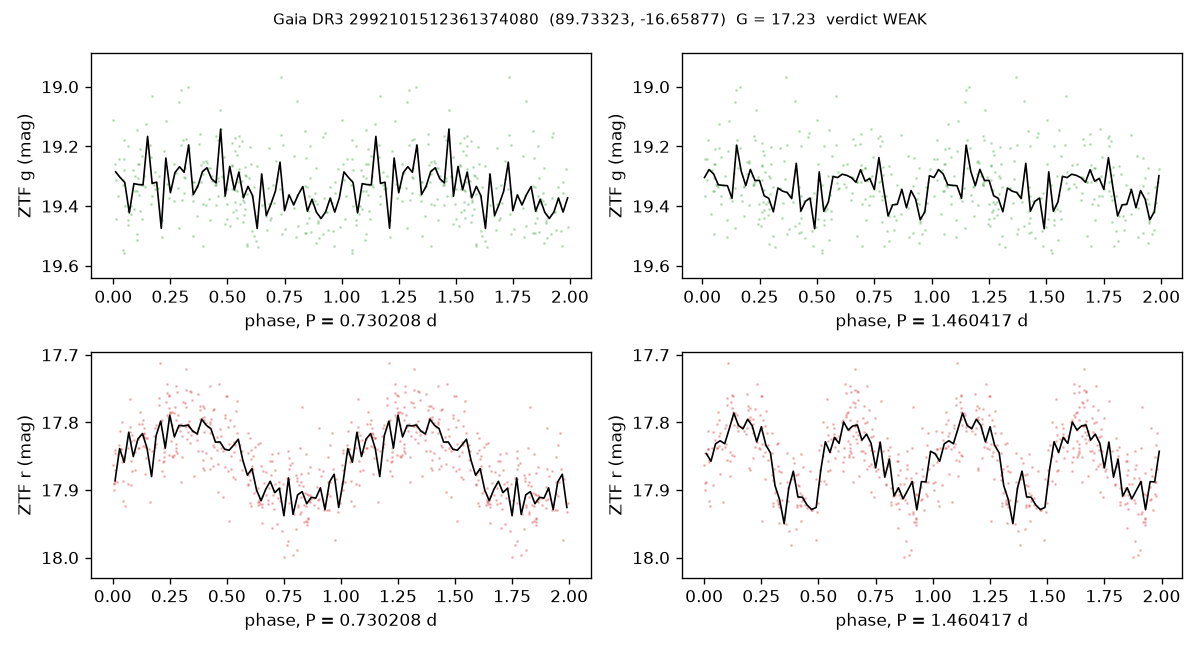 Gaia DR3 2992101512361374080 (89.73323, -16.65877) G = 17.23 verdict WEAK
ZTF g (mag)
19.0
19.2
19.4
19.6
0.00 0.25 0.50 0.75 1.00 1.25 1.50 1.75 2.00
phase, P = 0.730208 d
ZTF g (mag)
19.0
19.2
19.4
19.6
0.00 0.25 0.50 0.75 1.00 1.25 1.50 1.75 2.00
phase, P = 1.460417 d
ZTF r (mag)
17.7
17.8
17.9
18.0
0.00 0.25 0.50 0.75 1.00 1.25 1.50 1.75 2.00
phase, P = 0.730208 d
ZTF r (mag)
17.7
17.8
17.9
18.0
0.00 0.25 0.50 0.75 1.00 1.25 1.50 1.75 2.00
phase, P = 1.460417 d